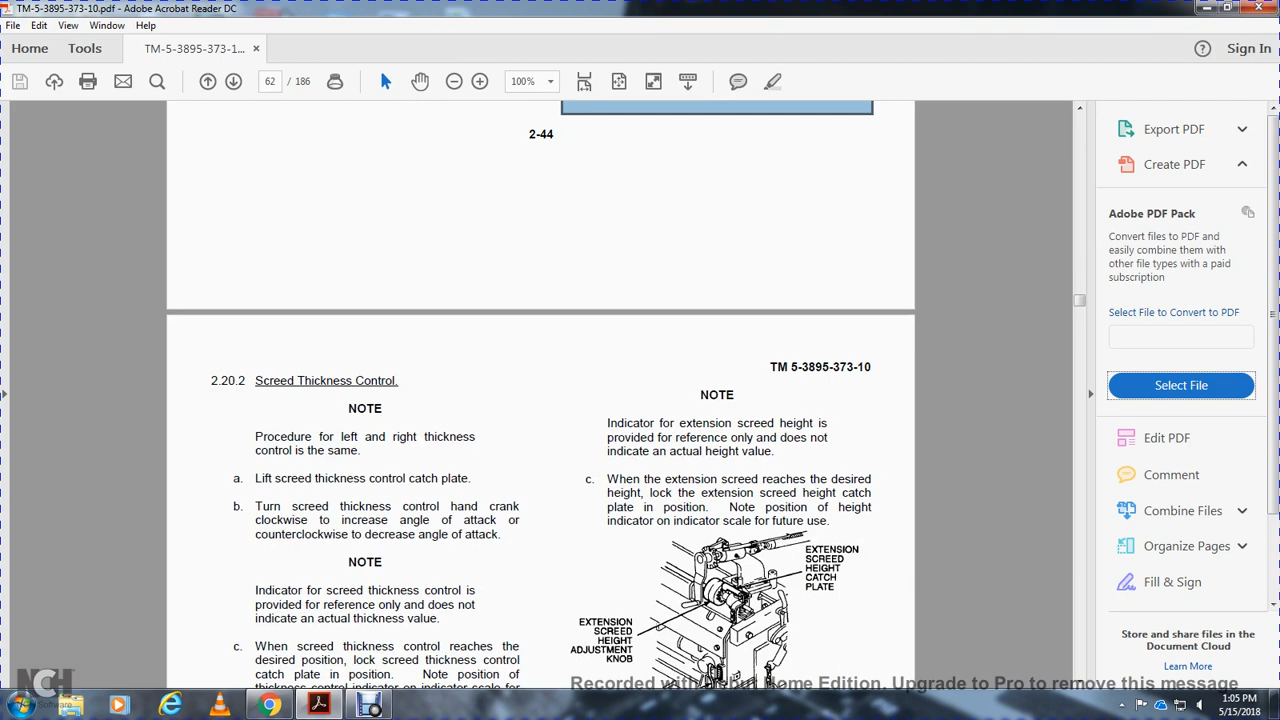 TM-5-3895-373-10.pdf - Adobe Acrobat Reader DC
File Edit View Window Help
Home Tools TM-5-3895-373-1... × Sign In
62 / 186 100%
2-44
TM 5-3895-373-10
2.20.2 Screed Thickness Control.
NOTE
Procedure for left and right thickness
control is the same.
a. Lift screed thickness control catch plate.
b. Turn screed thickness control hand crank
clockwise to increase angle of attack or
counterclockwise to decrease angle of attack.
NOTE
Indicator for screed thickness control is
provided for reference only and does not
indicate an actual thickness value.
c. When screed thickness control reaches the
desired position, lock screed thickness control
catch plate in position. Note position of
thickness control indicator on indicator scale for
NOTE
Indicator for extension screed height is
provided for reference only and does not
indicate an actual height value.
c. When the extension screed reaches the desired
height, lock the extension screed height catch
plate in position. Note position of height
indicator on indicator scale for future use.
EXTENSION
SCREED
HEIGHT
CATCH
PLATE
EXTENSION
SCREED
HEIGHT
ADJUSTMENT
KNOB
Export PDF
Create PDF
Adobe PDF Pack
Convert files to PDF and
easily combine them with
other file types with a paid
subscription
Select File to Convert to PDF
Select File
Edit PDF
Comment
Combine Files
Organize Pages
Fill & Sign
Store and share files in the
Document Cloud
Learn More
NCH
Software
Home Edition. Upgrade to Pro to remove this message
1:05 PM
5/15/2018